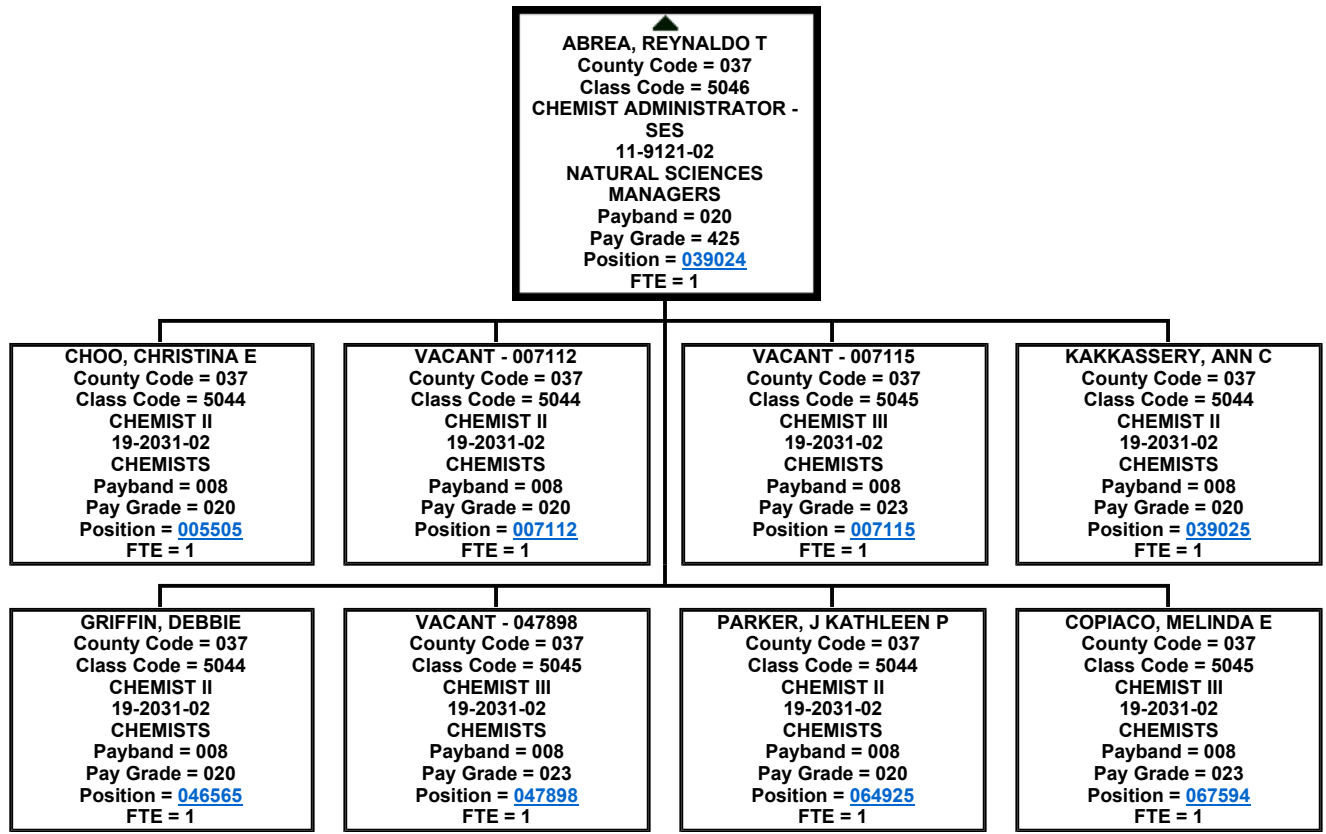 ABREA, REYNALDO T
County Code = 037
Class Code = 5046
CHEMIST ADMINISTRATOR -
SES
11-9121-02
NATURAL SCIENCES
MANAGERS
Payband = 020
Pay Grade = 425
Position = 039024
FTE = 1
CHOO, CHRISTINA E
County Code = 037
Class Code = 5044
CHEMIST II
19-2031-02
CHEMISTS
Payband = 008
Pay Grade = 020
Position = 005505
FTE = 1
VACANT - 007112
County Code = 037
Class Code = 5044
CHEMIST II
19-2031-02
CHEMISTS
Payband = 008
Pay Grade = 020
Position = 007112
FTE = 1
VACANT - 007115
County Code = 037
Class Code = 5045
CHEMIST III
19-2031-02
CHEMISTS
Payband = 008
Pay Grade = 023
Position = 007115
FTE = 1
KAKKASSERY, ANN C
County Code = 037
Class Code = 5044
CHEMIST II
19-2031-02
CHEMISTS
Payband = 008
Pay Grade = 020
Position = 039025
FTE = 1
GRIFFIN, DEBBIE
County Code = 037
Class Code = 5044
CHEMIST II
19-2031-02
CHEMISTS
Payband = 008
Pay Grade = 020
Position = 046565
FTE = 1
VACANT - 047898
County Code = 037
Class Code = 5045
CHEMIST III
19-2031-02
CHEMISTS
Payband = 008
Pay Grade = 023
Position = 047898
FTE = 1
PARKER, J KATHLEEN P
County Code = 037
Class Code = 5044
CHEMIST II
19-2031-02
CHEMISTS
Payband = 008
Pay Grade = 020
Position = 064925
FTE = 1
COPIACO, MELINDA E
County Code = 037
Class Code = 5045
CHEMIST III
19-2031-02
CHEMISTS
Payband = 008
Pay Grade = 023
Position = 067594
FTE = 1